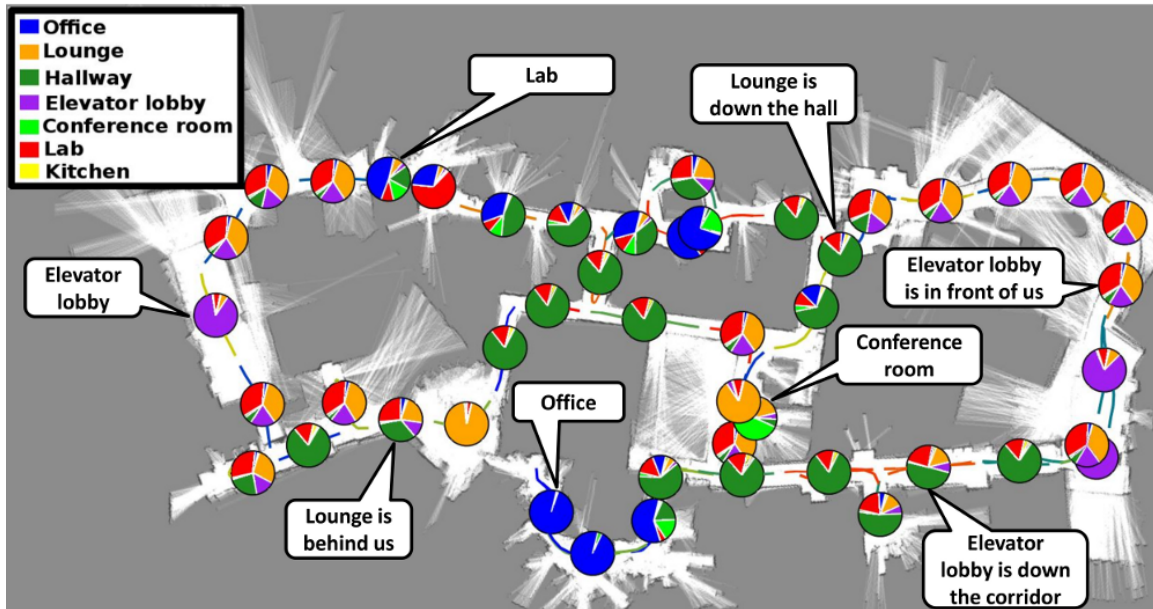 Office
Lounge
Hallway
Elevator lobby
Conference room
Lab
Kitchen
Lab
Lounge is
down the hall
Elevator
lobby
Elevator lobby
is in front of us
Conference
room
Office
Lounge is
behind us
Elevator
lobby is down
the corridor